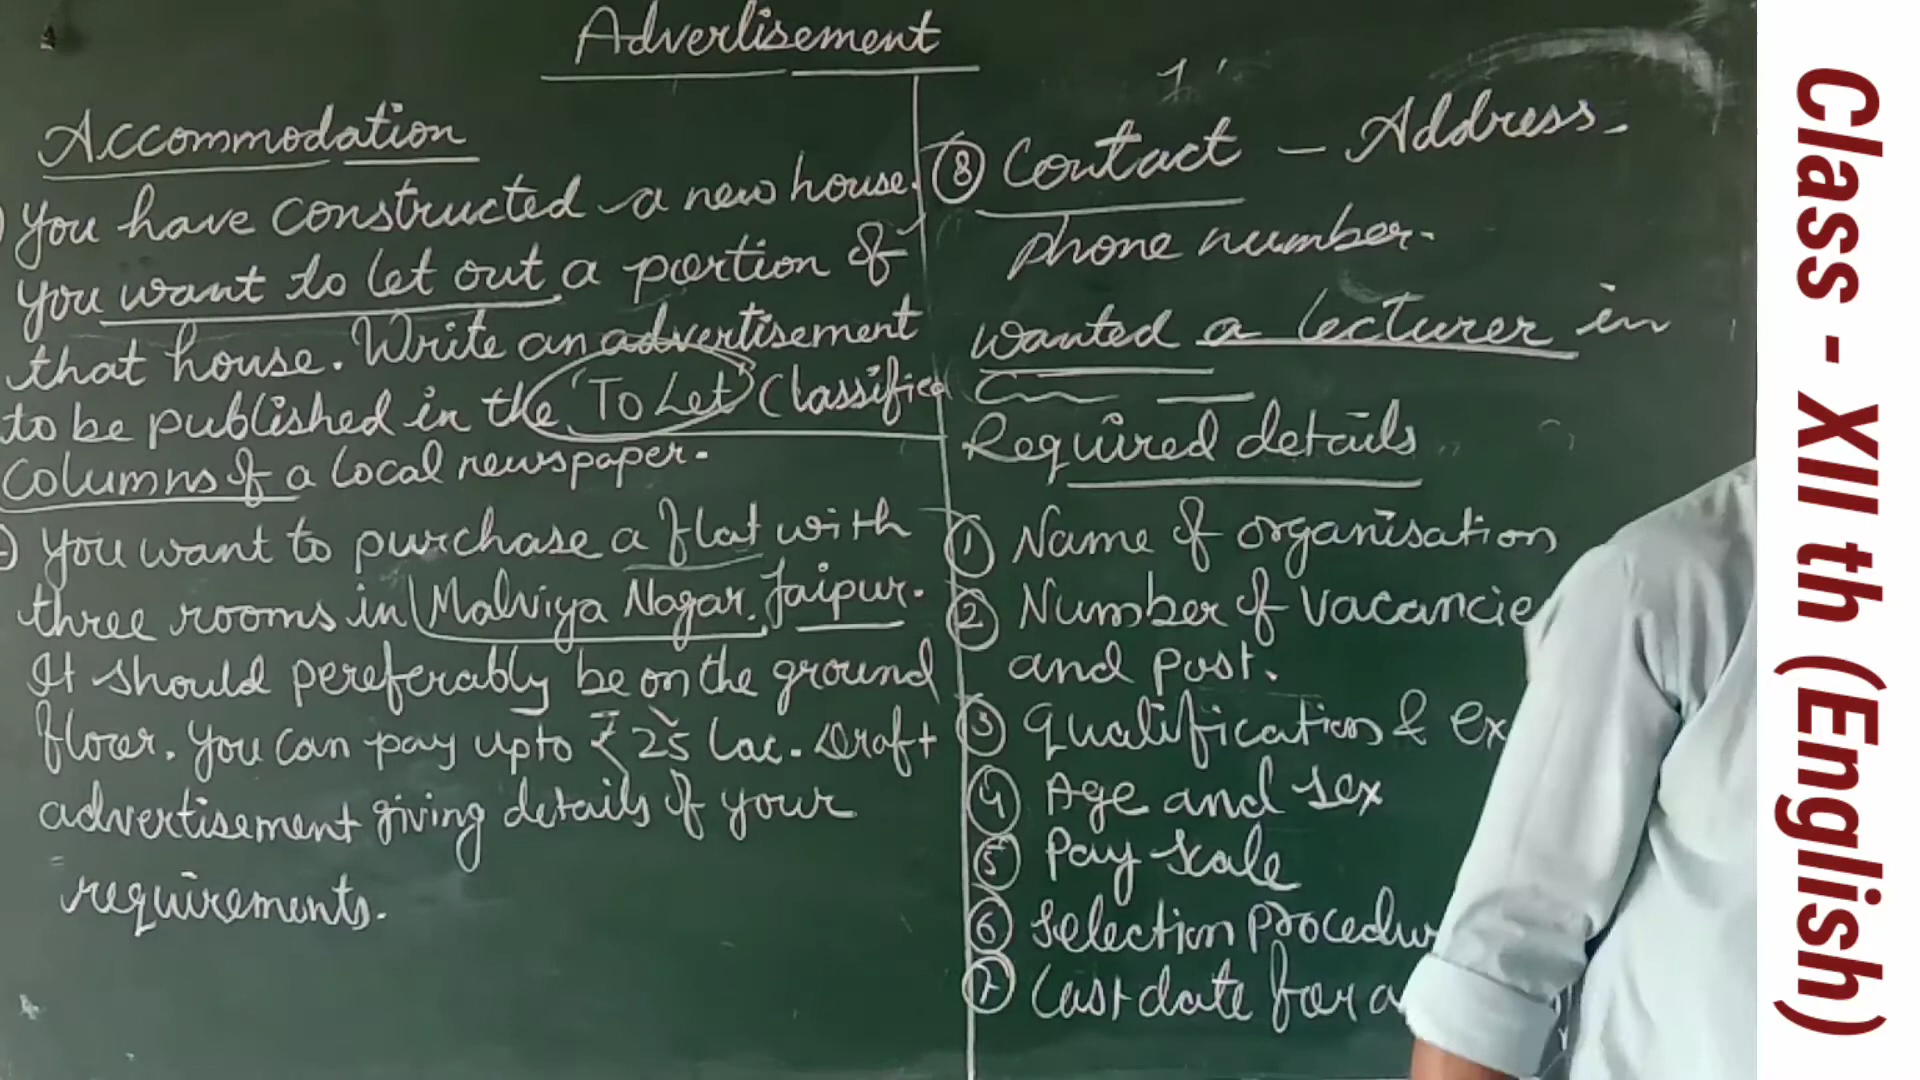 Advertisement
Accommodation
You have constructed a new house.
You want to let out a portion of
that house. Write an advertisement
to be published in the 'To Let' Classifie
Columns of a local newspaper.
You want to purchase a flat with
three rooms in Malviya Nagar, Jaipur.
It should pereferably be on the ground
floor. You can pay upto ₹ 25 lac. Draft
advertisement giving details of your
requirements.
8 Contact - Address.
phone number.
wanted a lecturer in
Required details
1 Name of organisation
2 Number of vacancie
and post.
3 Qualification & Ex
4 Age and sex
5 Pay scale
6 Selection procedu
7 Last date for a
Class - XII th (English)